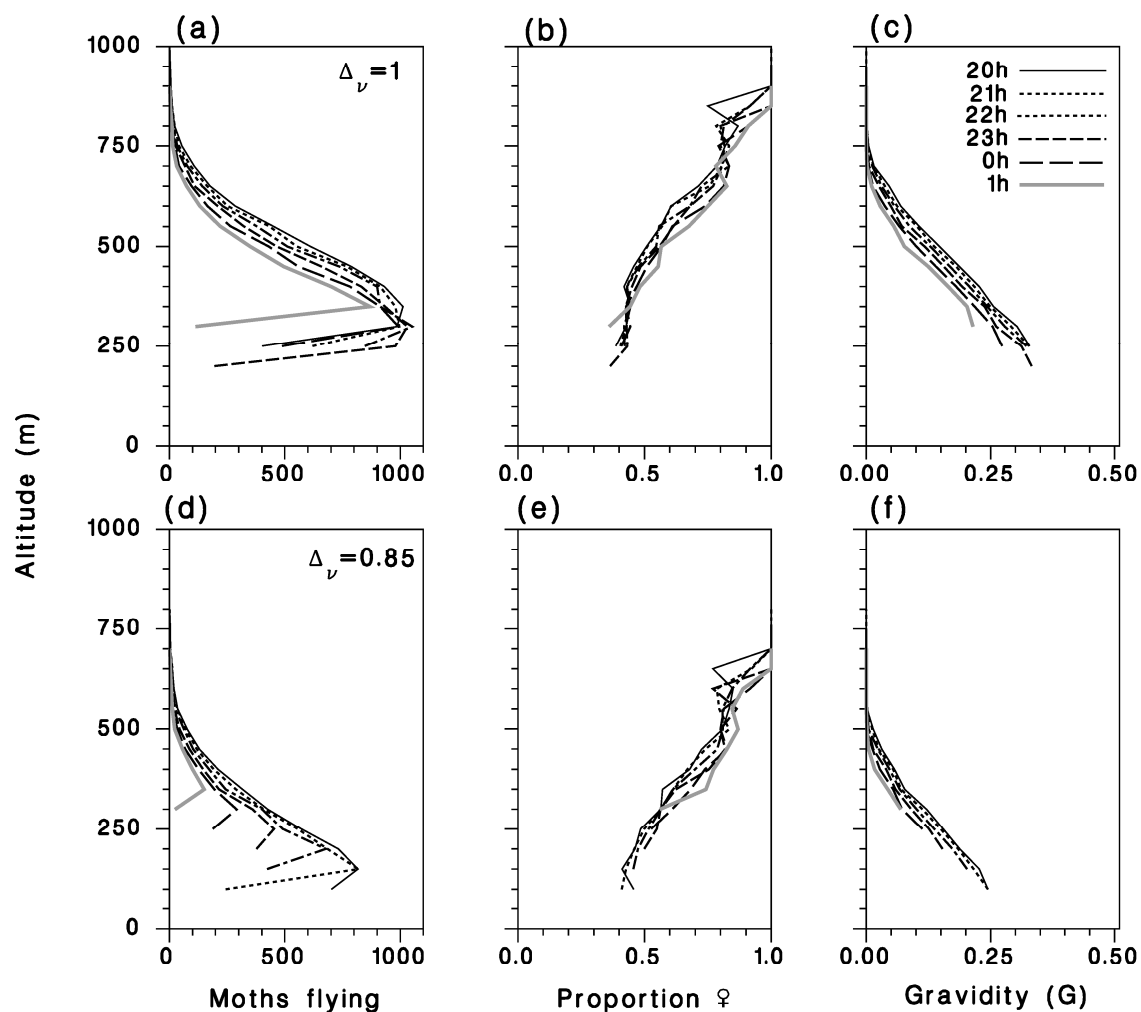 (a) (b) (c)
Δν=1
20h
21h
22h
23h
0h
1h
1000
750
500
250
0
0 500 1000
0.0 0.5 1.0
0.00 0.25 0.50
Altitude (m)
(d) (e) (f)
Δν=0.85
1000
750
500
250
0
0 500 1000
0.0 0.5 1.0
0.00 0.25 0.50
Moths flying
Proportion ♀
Gravidity (G)